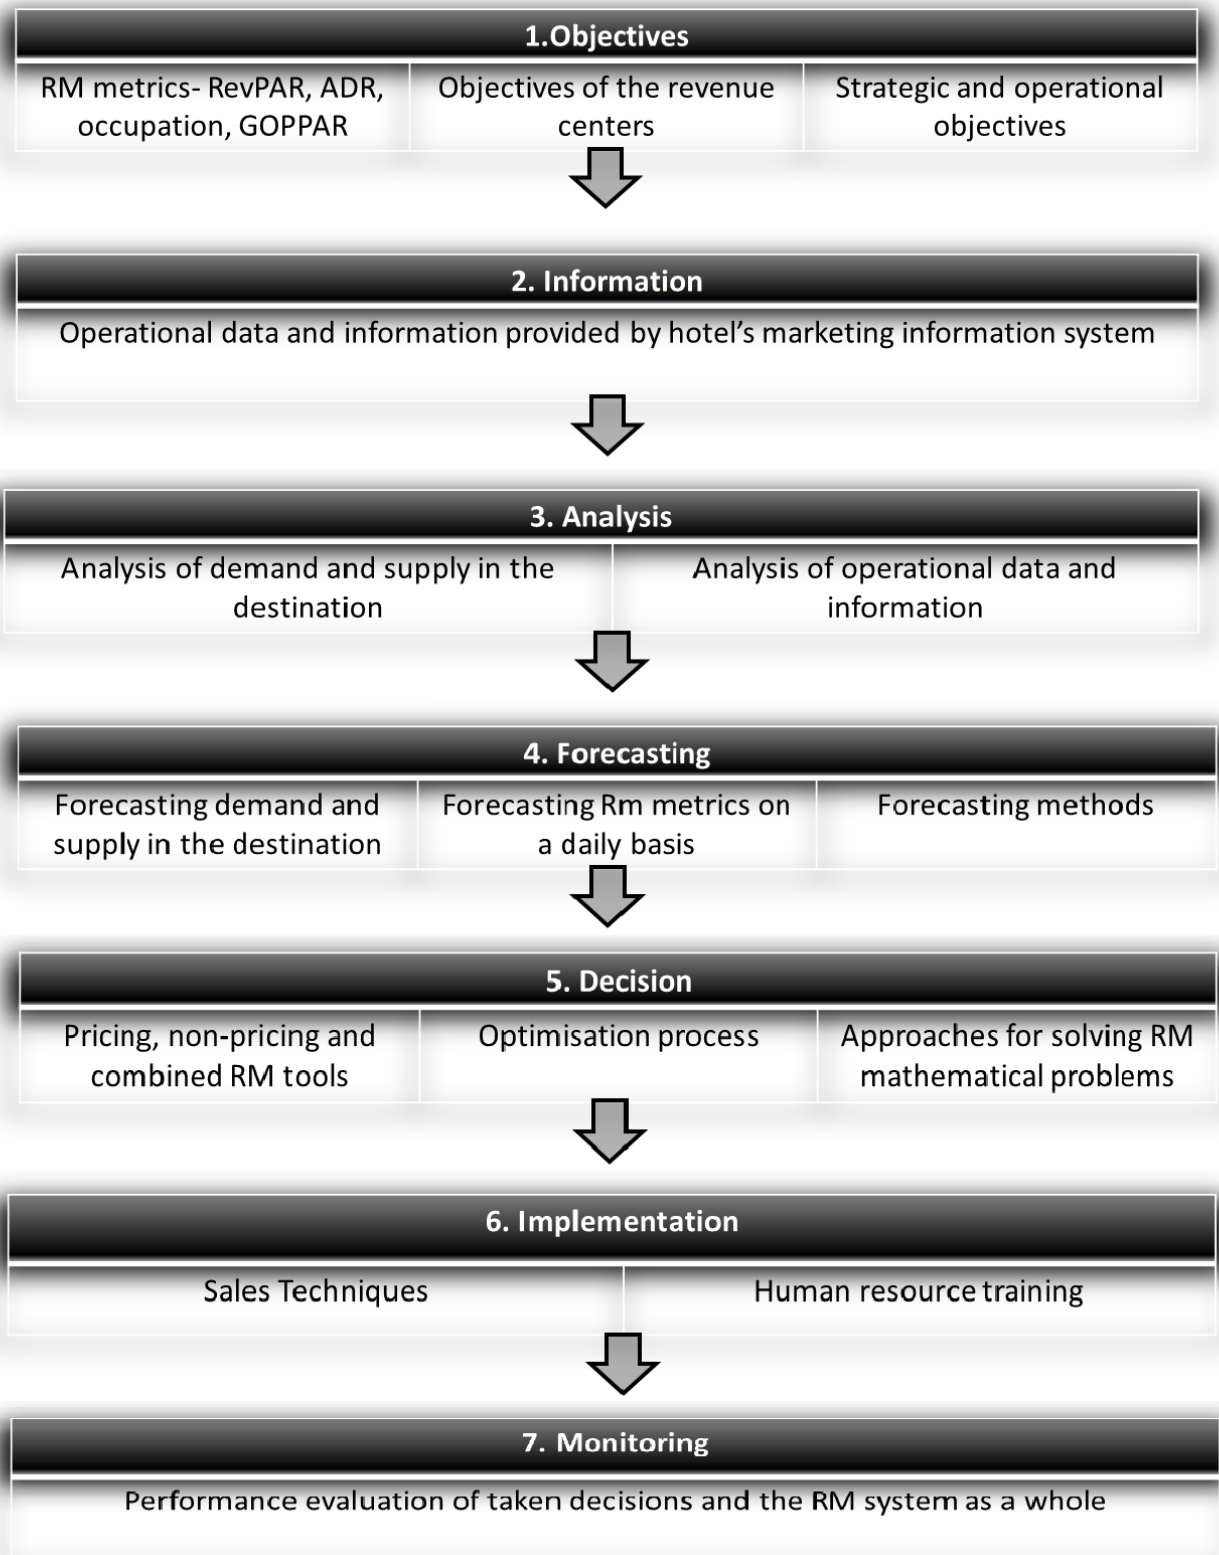 1.Objectives
RM metrics- RevPAR, ADR,
occupation, GOPPAR
Objectives of the revenue
centers
Strategic and operational
objectives
2. Information
Operational data and information provided by hotel's marketing information system
3. Analysis
Analysis of demand and supply in the
destination
Analysis of operational data and
information
4. Forecasting
Forecasting demand and
supply in the destination
Forecasting Rm metrics on
a daily basis
Forecasting methods
5. Decision
Pricing, non-pricing and
combined RM tools
Optimisation process
Approaches for solving RM
mathematical problems
6. Implementation
Sales Techniques
Human resource training
7. Monitoring
Performance evaluation of taken decisions and the RM system as a whole